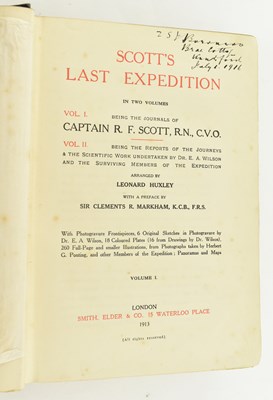 SCOTT'S
LAST EXPEDITION
IN TWO VOLUMES
VOL. I. BEING THE JOURNALS OF
CAPTAIN R. F. SCOTT, R.N., C.V.O.
VOL. II. BEING THE REPORTS OF THE JOURNEYS
& THE SCIENTIFIC WORK UNDERTAKEN BY DR. E. A. WILSON
AND THE SURVIVING MEMBERS OF THE EXPEDITION
ARRANGED BY
LEONARD HUXLEY
WITH A PREFACE BY
SIR CLEMENTS R. MARKHAM, K.C.B., F.R.S.
With Photogravure Frontispieces, 6 Original Sketches in Photogravure by
Dr. E. A. Wilson, 18 Coloured Plates (16 from Drawings by Dr. Wilson),
260 Full-Page and smaller Illustrations, from Photographs taken by Herbert
G. Ponting, and other Members of the Expedition; Panoramas and Maps
VOLUME I.
LONDON
SMITH, ELDER & CO. 15 WATERLOO PLACE
1913
(All rights reserved)